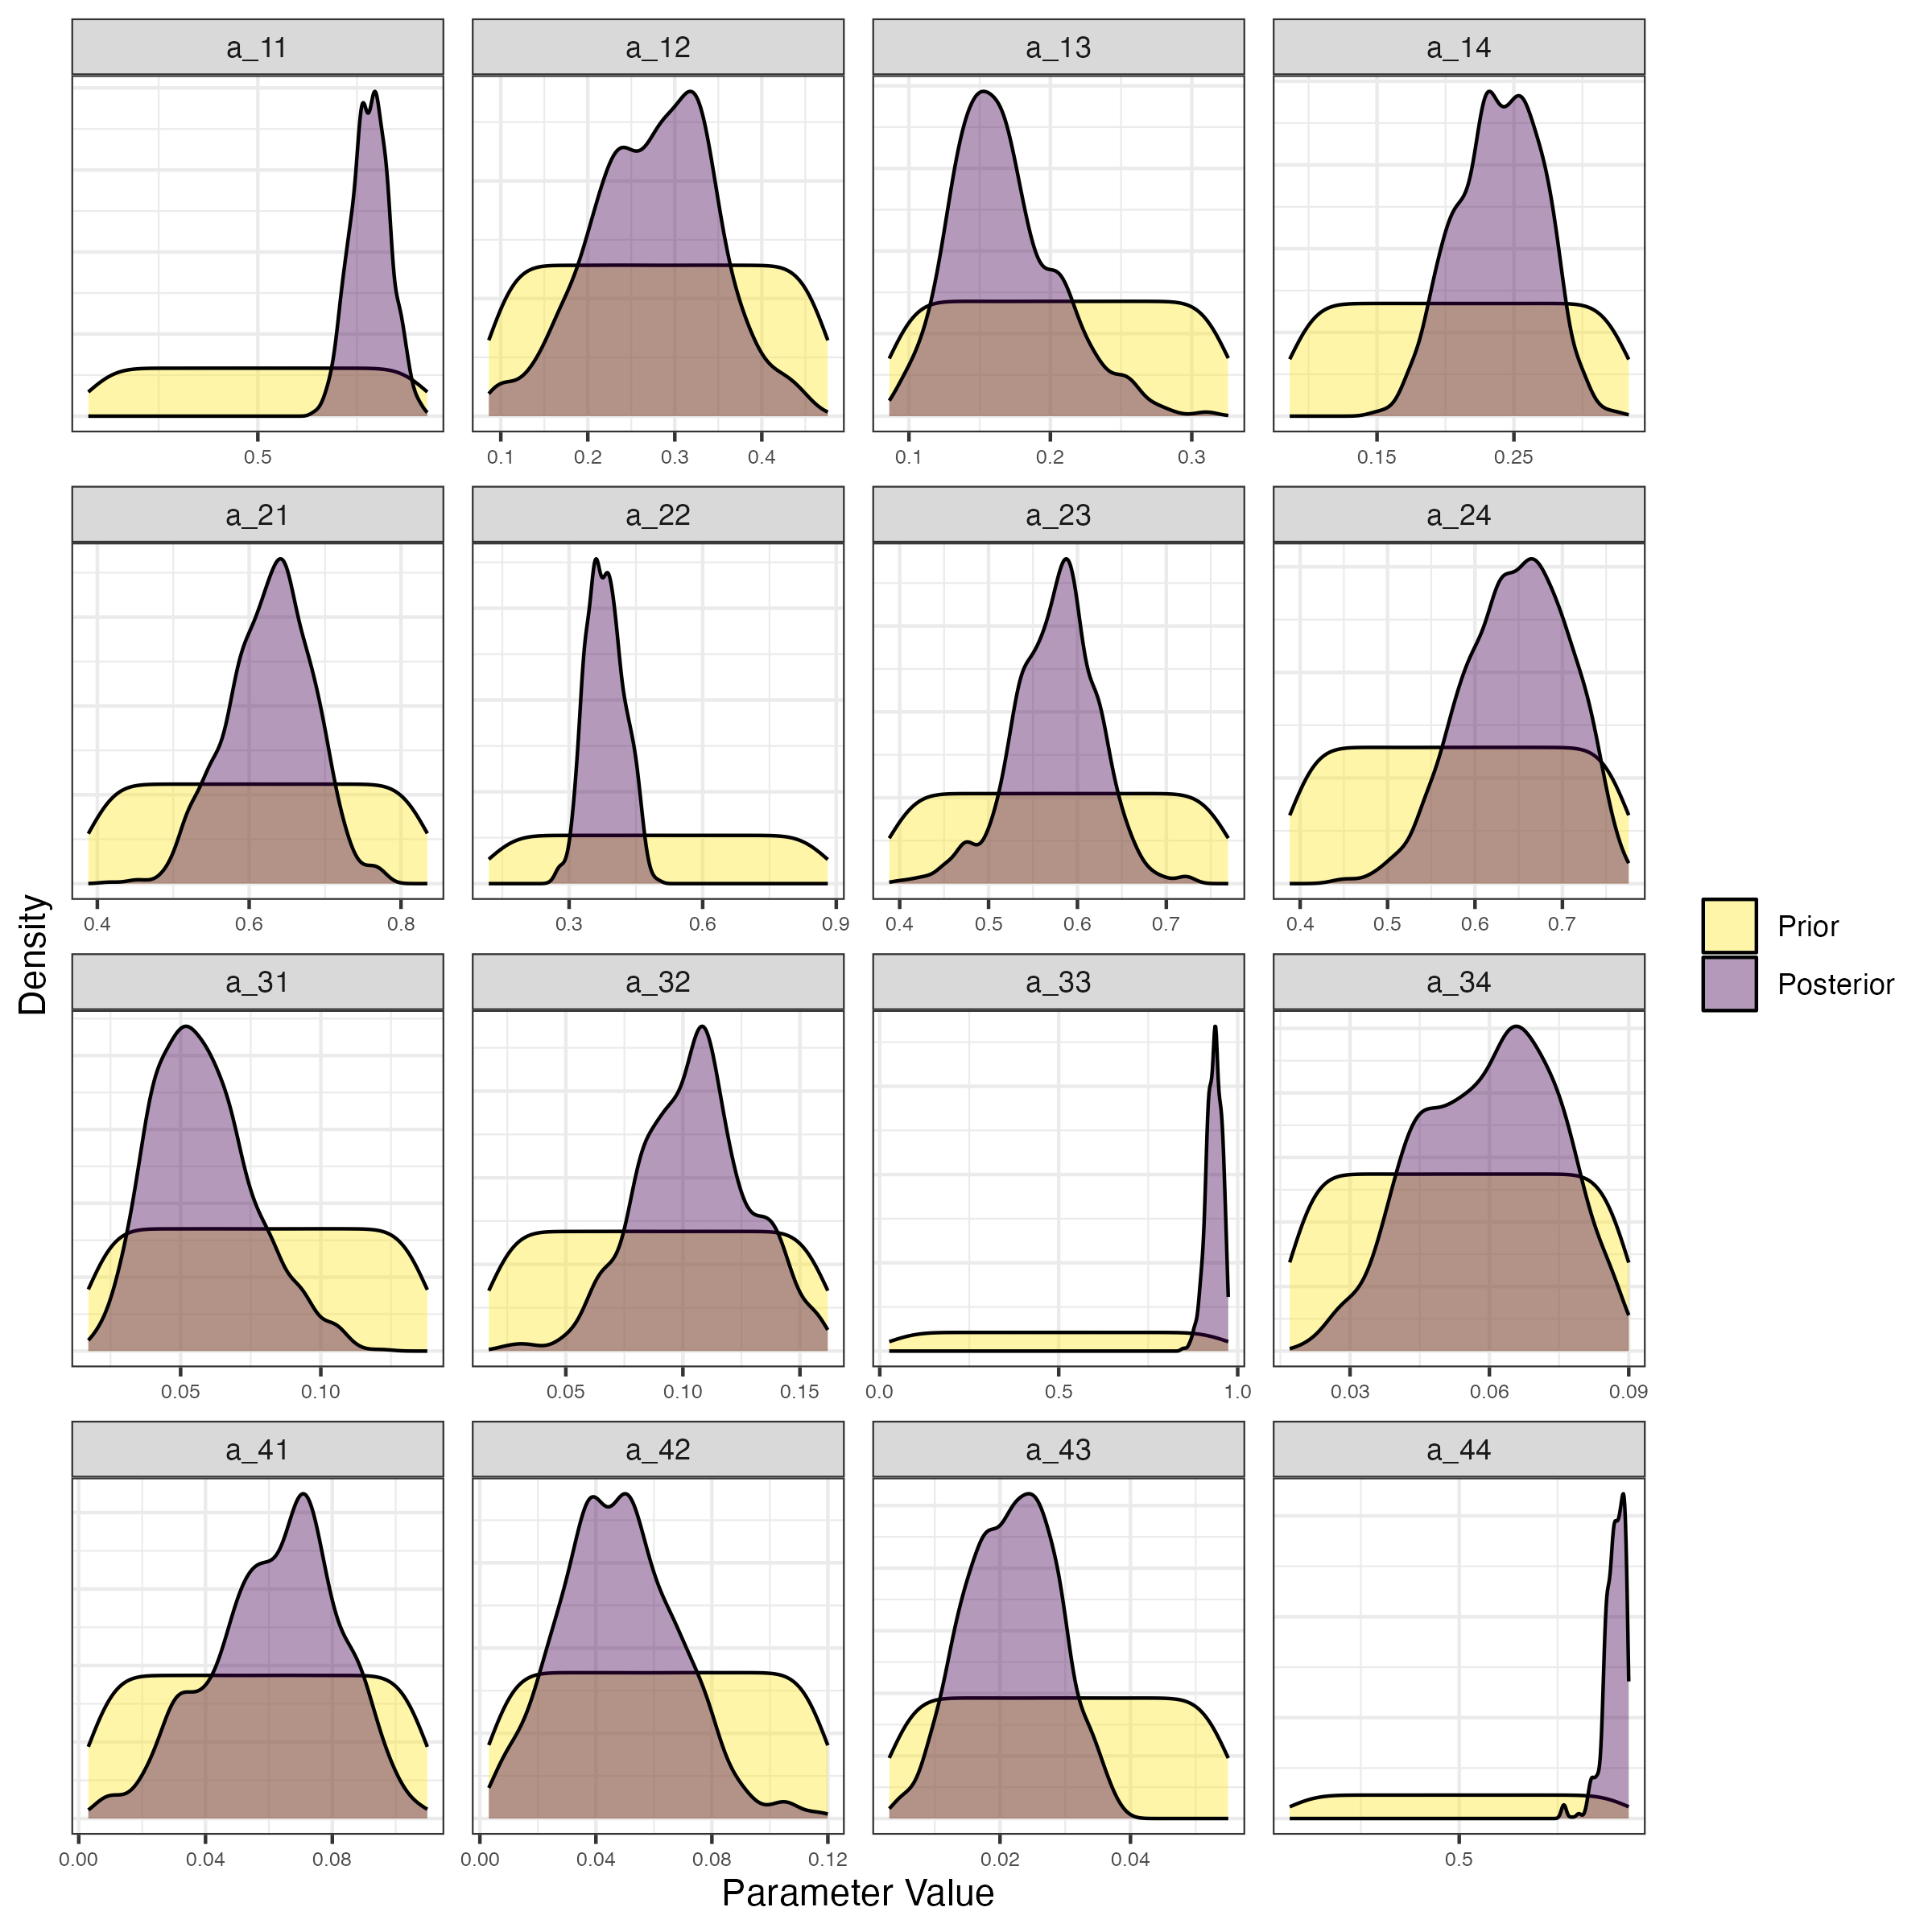 a_11 a_12 a_13 a_14
0.5 0.1 0.2 0.3 0.4 0.1 0.2 0.3 0.15 0.25
a_21 a_22 a_23 a_24
0.4 0.6 0.8 0.3 0.6 0.9 0.4 0.5 0.6 0.7 0.4 0.5 0.6 0.7
Density
Prior
Posterior
a_31 a_32 a_33 a_34
0.05 0.10 0.05 0.10 0.15 0.0 0.5 1.0 0.03 0.06 0.09
a_41 a_42 a_43 a_44
0.00 0.04 0.08 0.00 0.04 0.08 0.12 0.02 0.04 0.5
Parameter Value